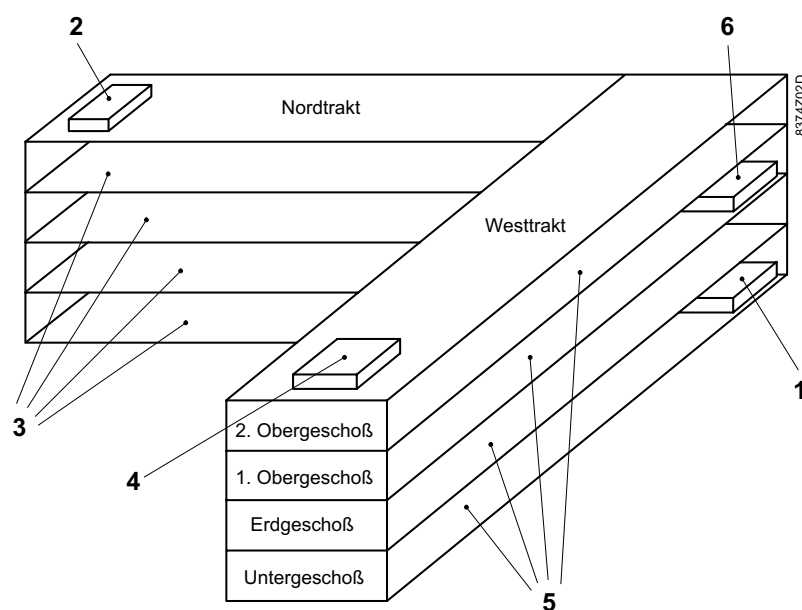 2
6
Nordtrakt
8374Z02D
Westtrakt
1
3
4
2. Obergeschoß
1. Obergeschoß
Erdgeschoß
Untergeschoß
5